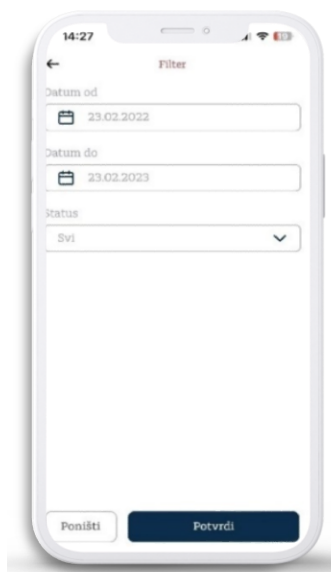 14:27
Filter
Datum od
23.02.2022
Datum do
23.02.2023
Status
Svi
Poništi
Potvrdi